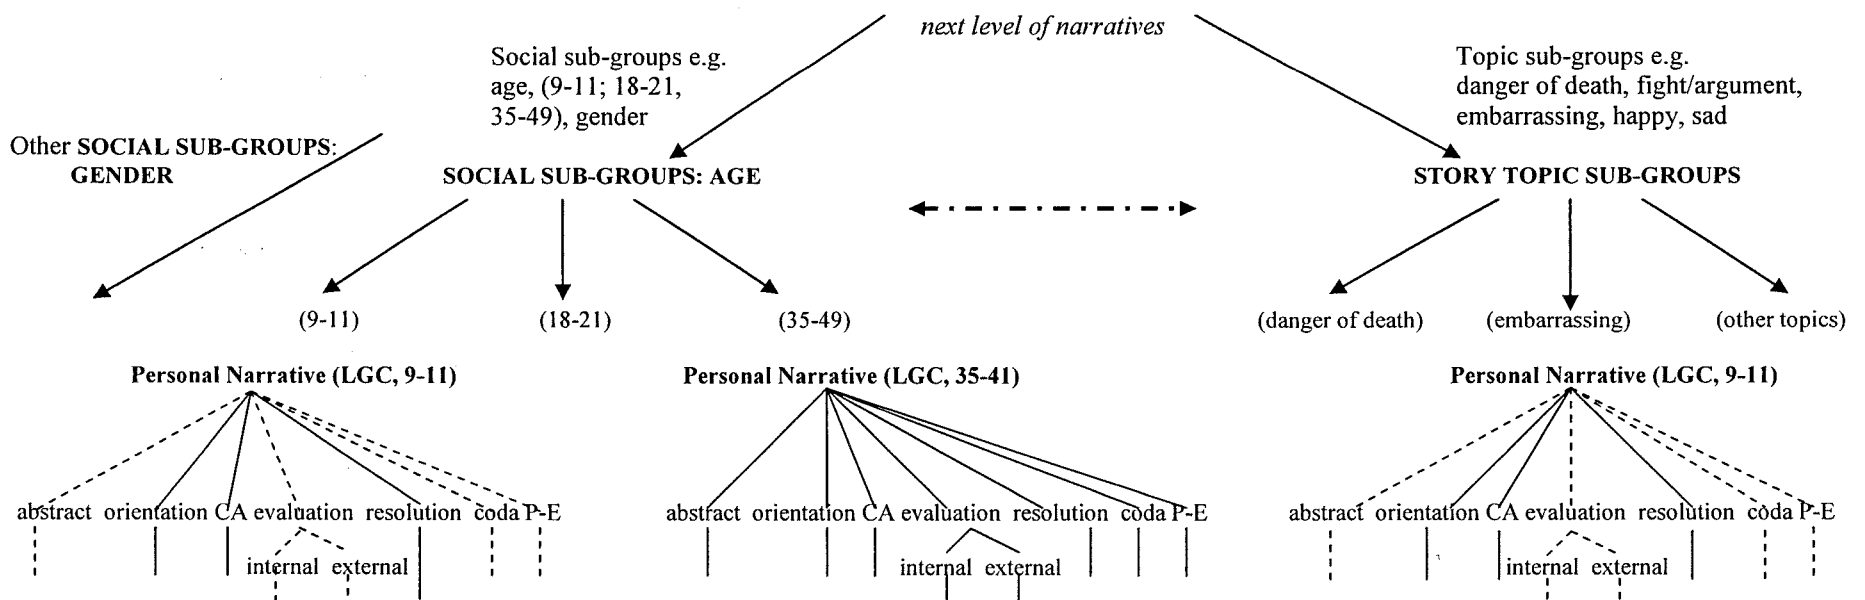 next level of narratives
Social sub-groups e.g.
age, (9-11; 18-21,
35-49), gender
Topic sub-groups e.g.
danger of death, fight/argument,
embarrassing, happy, sad
Other SOCIAL SUB-GROUPS:
GENDER
SOCIAL SUB-GROUPS: AGE
STORY TOPIC SUB-GROUPS
(9-11)
(18-21)
(35-49)
(danger of death)
(embarrassing)
(other topics)
Personal Narrative (LGC, 9-11)
Personal Narrative (LGC, 35-41)
Personal Narrative (LGC, 9-11)
abstract orientation CA evaluation resolution coda P-E
internal external
abstract orientation CA evaluation resolution coda P-E
internal external
abstract orientation CA evaluation resolution coda P-E
internal external